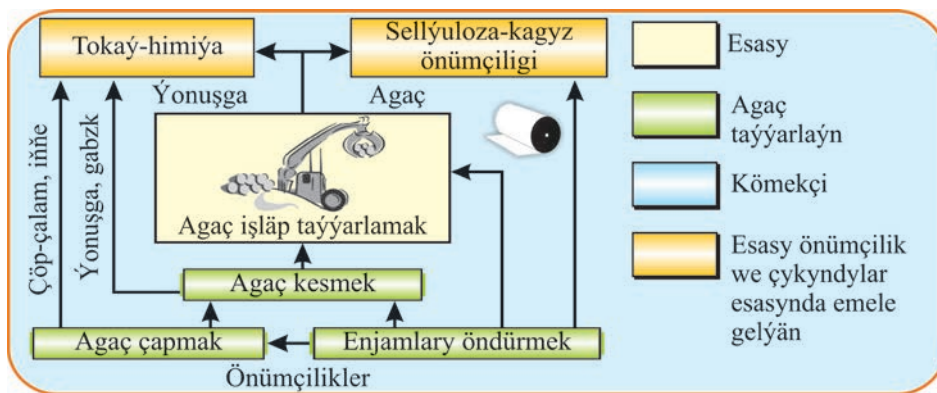 Tokaý-himiýa
Sellýuloza-kagyz
önümçiligi
Ýonuşga
Agaç
Çöp-çalam, iňňe
Ýonuşga, gabzk
Agaç işläp taýýarlamak
Agaç kesmek
Agaç çapmak
Enjamlary öndürmek
Önümçilikler
Esasy
Agaç
taýýarlaýn
Kömekçi
Esasy önümçilik
we çykyndylar
esasynda emele
gelýän